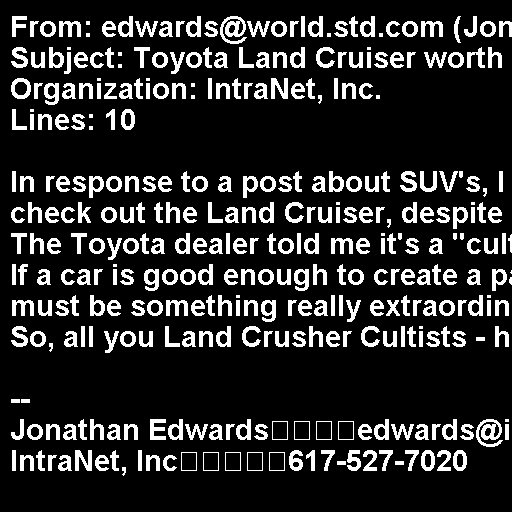 From: edwards@world.std.com (Jon
Subject: Toyota Land Cruiser worth
Organization: IntraNet, Inc.
Lines: 10

In response to a post about SUV's, I
check out the Land Cruiser, despite
The Toyota dealer told me it's a "cult
If a car is good enough to create a pa
must be something really extraordin
So, all you Land Crusher Cultists - h

--
Jonathan Edwards□□□□edwards@i
IntraNet, Inc□□□□□617-527-7020